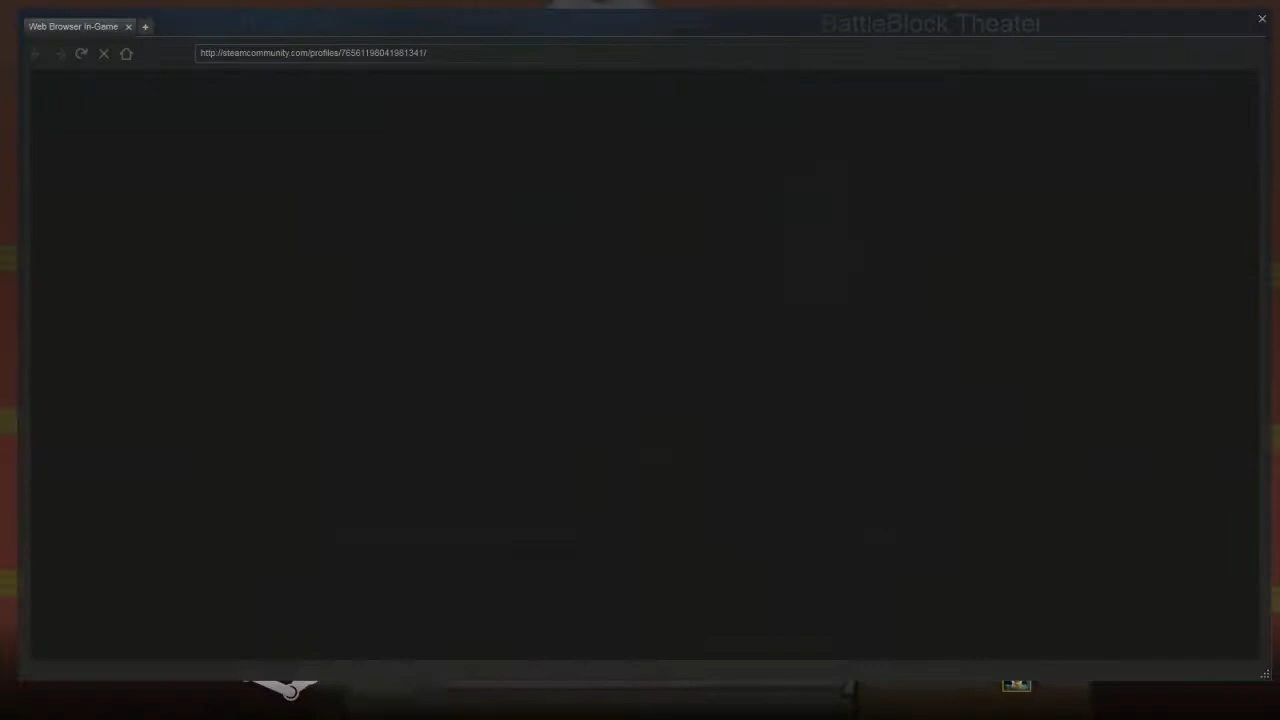 BattleBlock Theater
Web Browser In-Game
http://steamcommunity.com/profiles/76561198041981341/